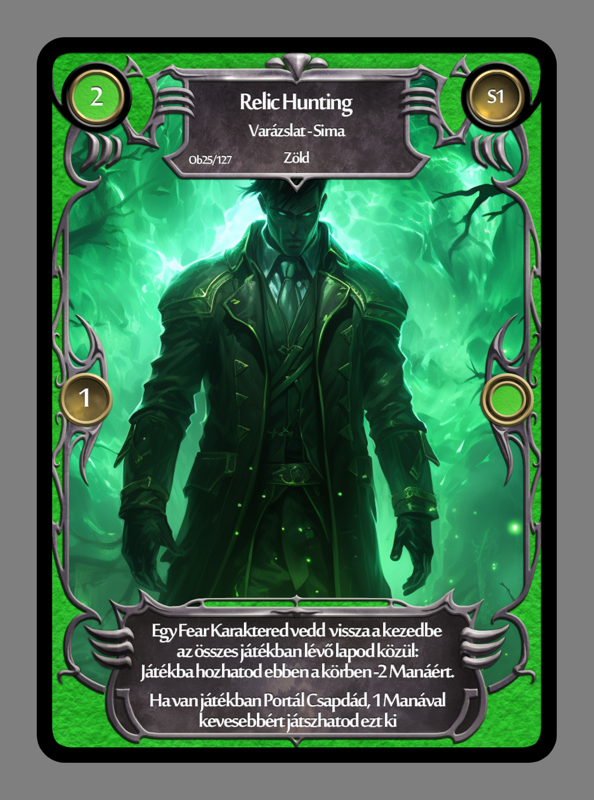 2
S1
Relic Hunting
Varázslat - Sima
Ob25/127
Zöld
1
Egy Fear Karaktered vedd vissza a kezedbe
az összes játékban lévő lapod közül:
Játékba hozhatod ebben a körben -2 Manáért.
Ha van játékban Portál Csapdád, 1 Manával
kevesebbért játszhatod ezt ki